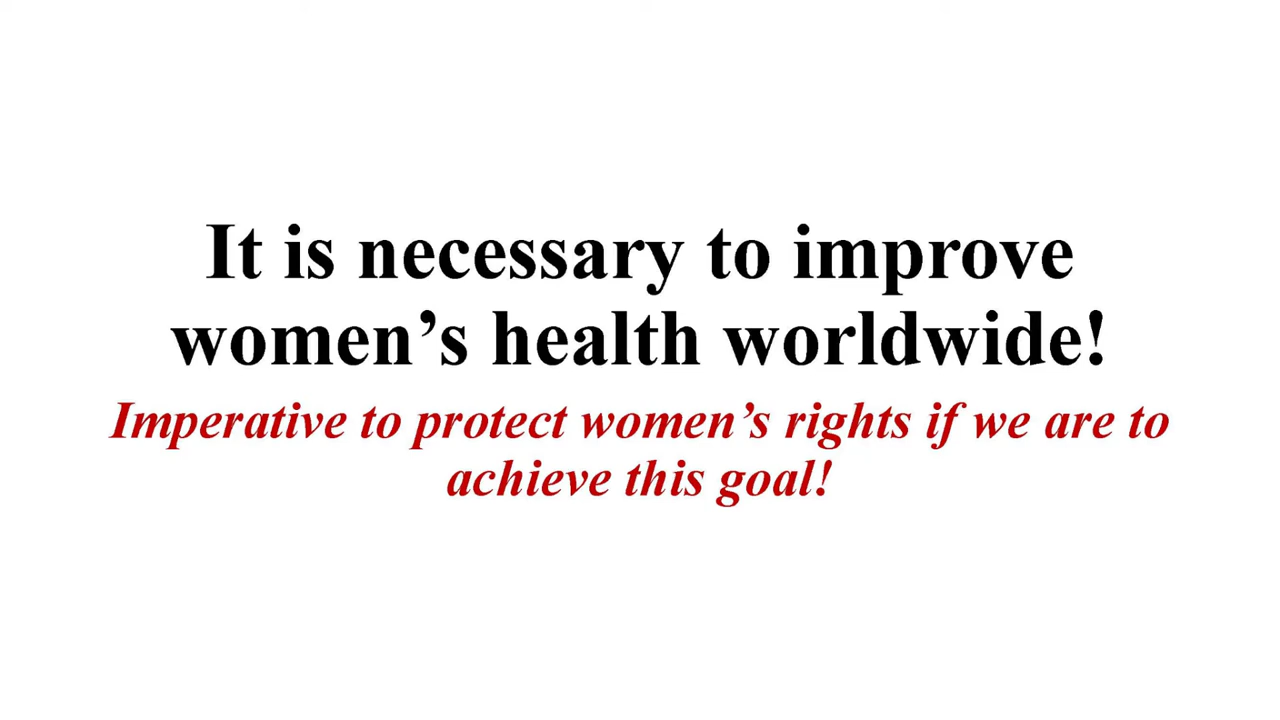 It is necessary to improve
women’s health worldwide!
Imperative to protect women’s rights if we are to
achieve this goal!